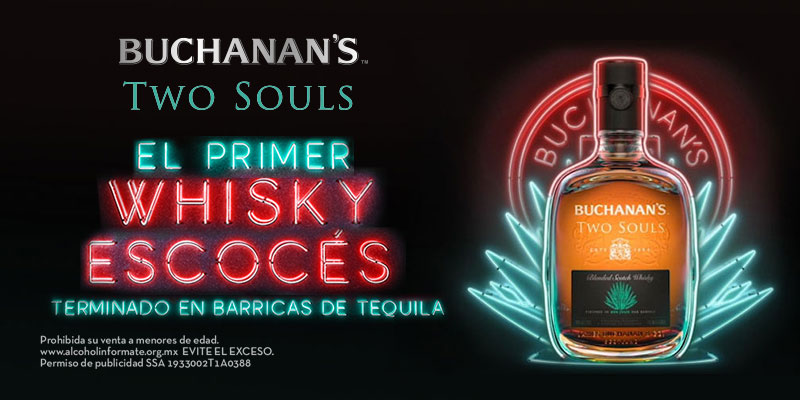 BUCHANAN'S™
TWO SOULS
EL PRIMER
WHISKY
ESCOCÉS
TERMINADO EN BARRICAS DE TEQUILA
Prohibida su venta a menores de edad.
www.alcoholinformate.org.mx EVITE EL EXCESO.
Permiso de publicidad SSA 1933002T1A0388
BUCHANAN'S
BUCHANAN'S
TWO SOULS
Blended Scotch Whisky